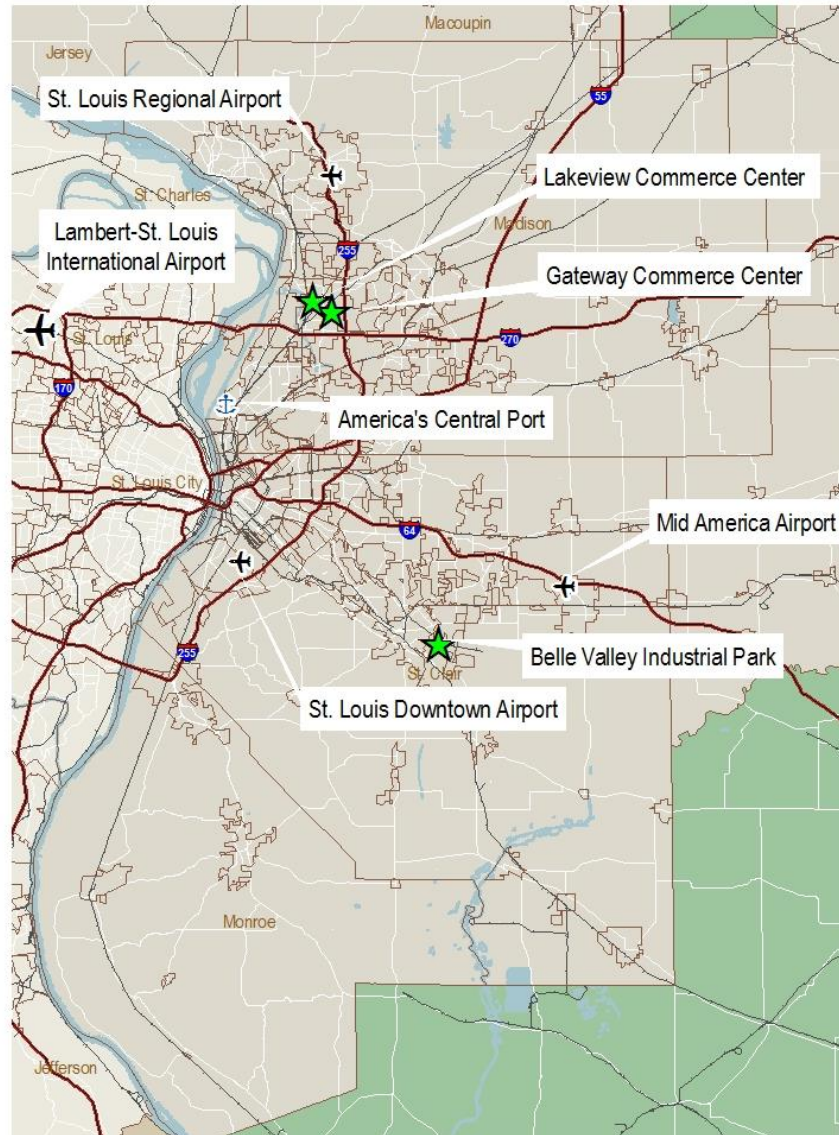 Macoupin
Jersey
St. Louis Regional Airport
55
Lakeview Commerce Center
St. Charles
Madison
Lambert-St. Louis
International Airport
255
Gateway Commerce Center
St. Louis
270
170
America's Central Port
St. Louis City
Mid America Airport
64
255
Belle Valley Industrial Park
St. Clair
St. Louis Downtown Airport
Monroe
Jefferson